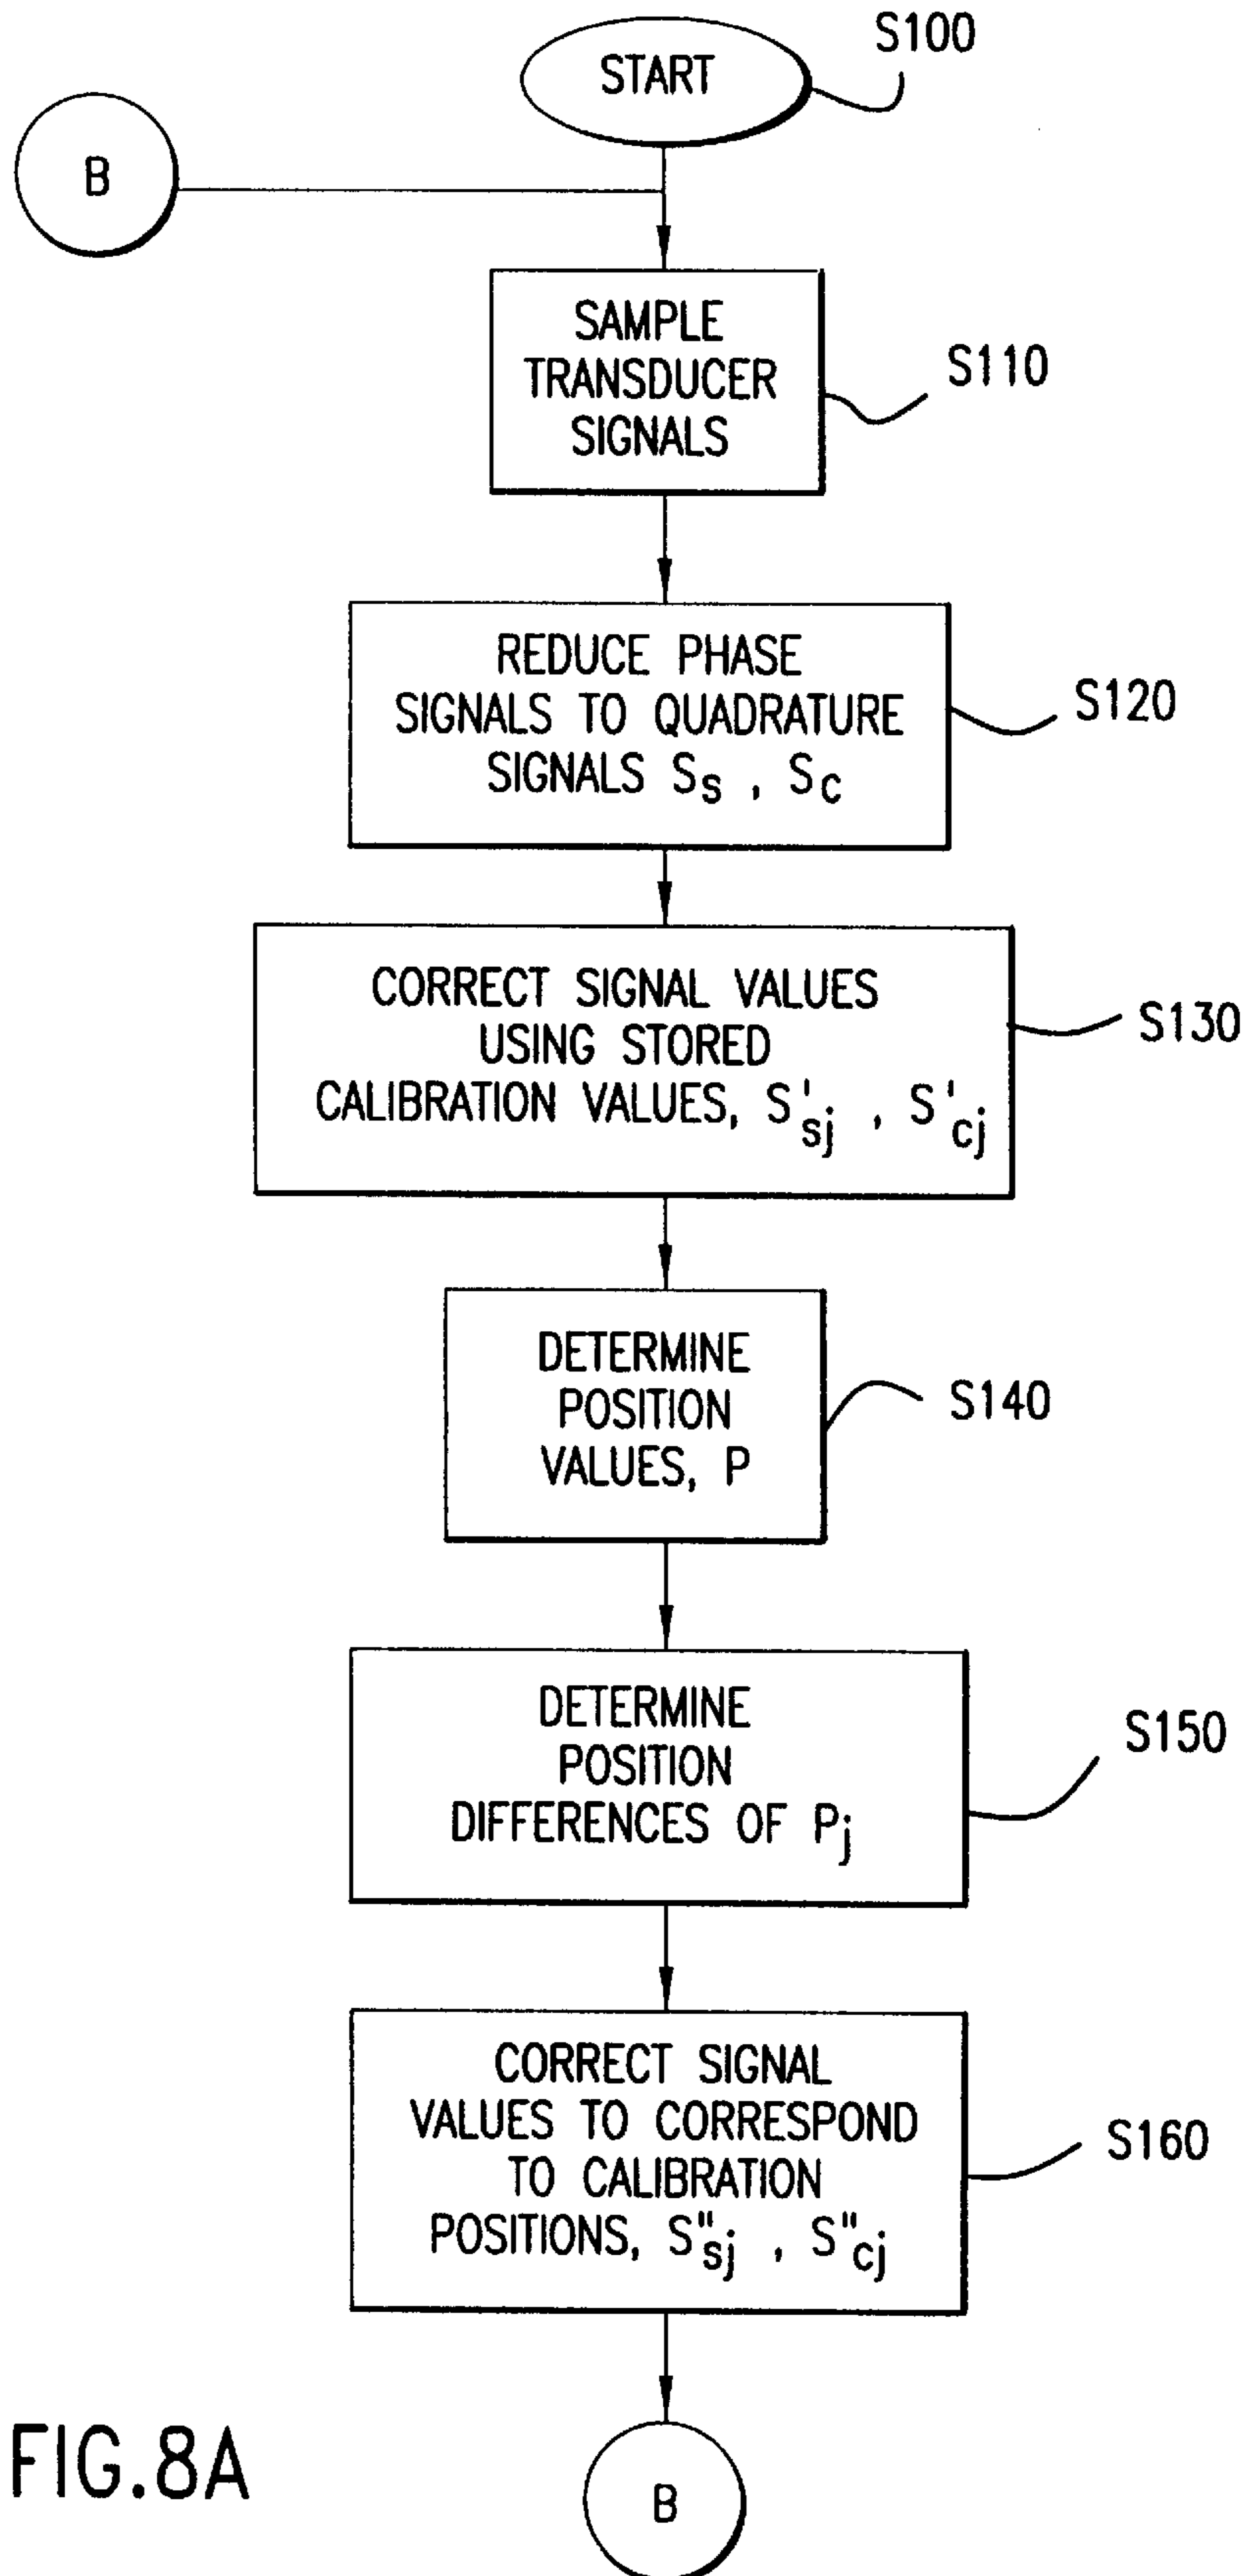 START
S100
B
SAMPLE
TRANSDUCER
SIGNALS
S110
REDUCE PHASE
SIGNALS TO QUADRATURE
SIGNALS Ss , Sc
S120
CORRECT SIGNAL VALUES
USING STORED
CALIBRATION VALUES, S'sj , S'cj
S130
DETERMINE
POSITION
VALUES, P
S140
DETERMINE
POSITION
DIFFERENCES OF Pj
S150
CORRECT SIGNAL
VALUES TO CORRESPOND
TO CALIBRATION
POSITIONS, S"sj , S"cj
S160
B
FIG.8A